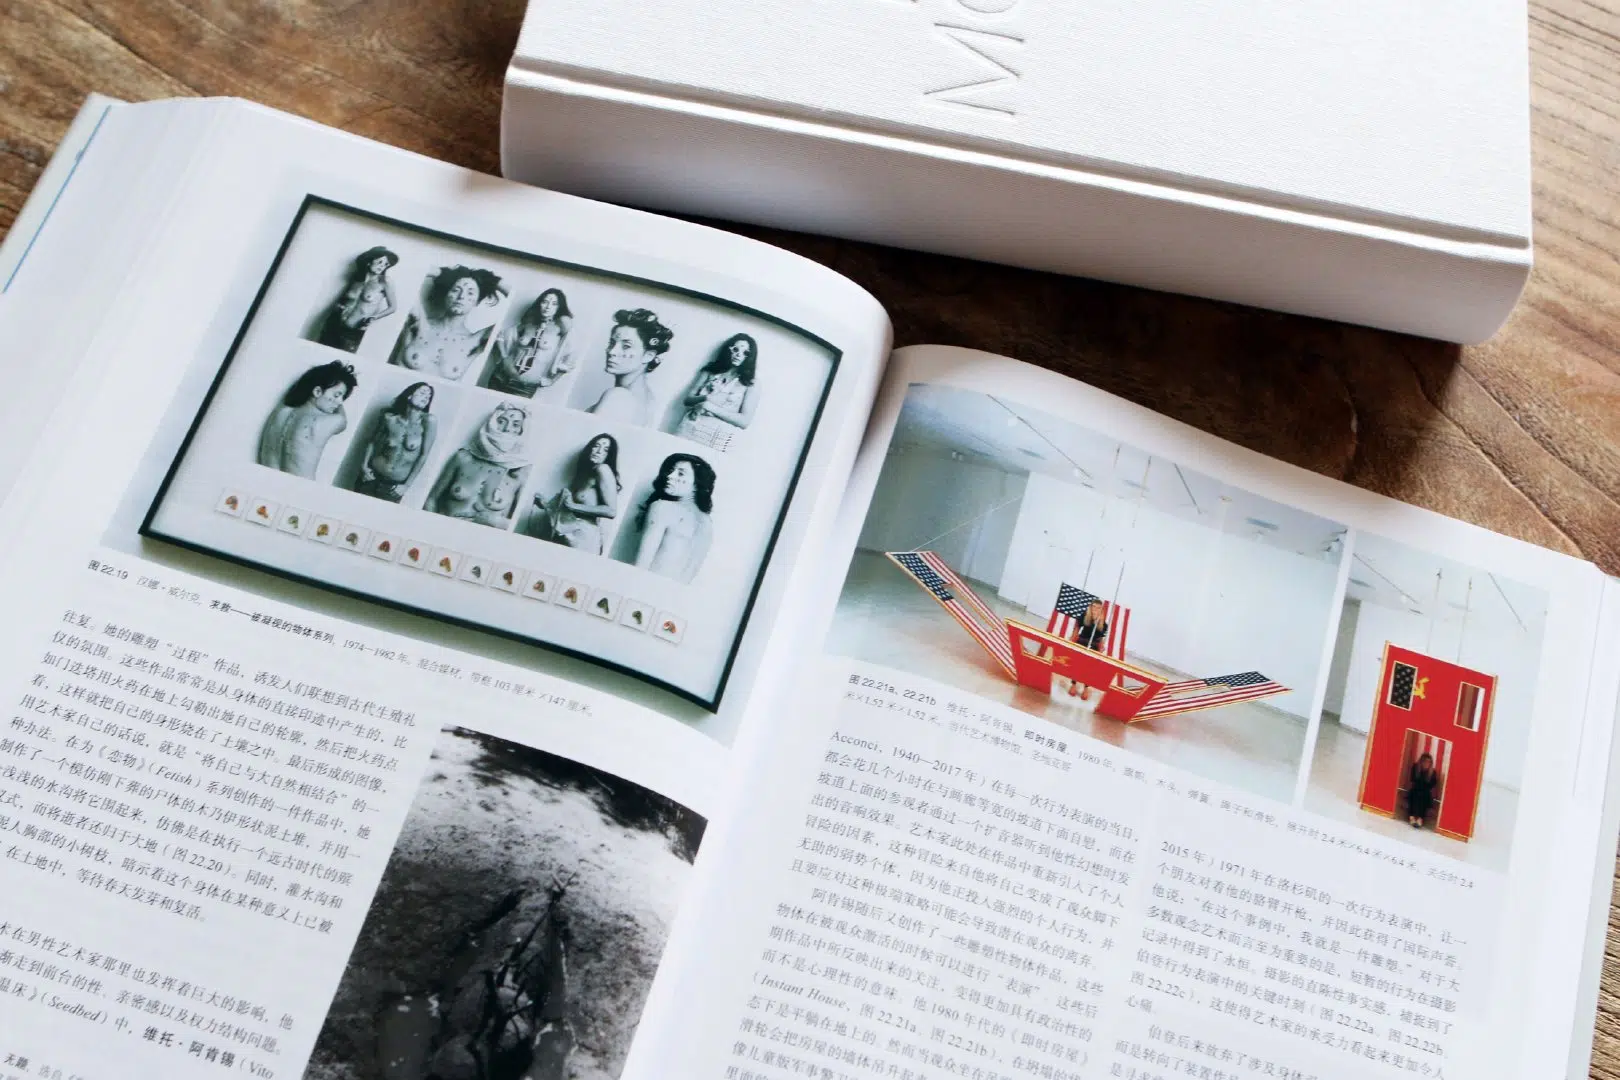 MO
图 22.19 汉娜·威尔克，求救——被凝视的物体系列，1974—1982 年，混合媒材，带框 103 厘米 ×147 厘米。
往复。她的雕塑“过程”作品，诱发人们联想到古代生殖礼
仪的氛围。这些作品常常是从身体的直接印迹中产生的，比
如门迭塔用火药在地上勾勒出她自己的轮廓，然后把火药点
着，这样就把自己的身形烧在了土壤之中。最后形成的图像，
用艺术家自己的话说，就是“将自己与大自然相结合”的一
种办法。在为《恋物》（Fetish）系列创作的一件作品中，她
制作了一个模仿刚下葬的尸体的木乃伊形状泥土堆，并用一
浅浅的水沟将它围起来，仿佛是在执行一个远古时代的殡
仪式，而将逝者还归于大地（图 22.20）。同时，灌水沟和
泥人胸部的小树枝，暗示着这个身体在某种意义上已被
在土地中，等待春天发芽和复活。
术在男性艺术家那里也发挥着巨大的影响，他
渐走到前台的性、亲密感以及权力结构问题。
温床》（Seedbed）中，维托·阿肯锡（Vito
无题，选自《
图 22.21a, 22.21b 维托·阿肯锡，即时房屋，1980 年，旗帜、木头、弹簧、绳子和滑轮，展开时 2.4 米×6.4 米×6.4 米，关合时 2.4
米×1.52 米×1.52 米。当代艺术博物馆，圣地亚哥
Acconci，1940—2017 年）在每一次行为表演的当日，
都会花几个小时在与画廊等宽的坡道下面自慰，而在
坡道上面的参观者通过一个扩音器听到他性幻想时发
出的音响效果。艺术家此处在作品中重新引入了个人
冒险的因素，这种冒险来自他将自己变成了观众脚下
无助的弱势个体，因为他正投入强烈的个人行为，并
且要应对这种极端策略可能会导致潜在观众的离弃。
阿肯锡随后又创作了一些雕塑性物体作品，这些
物体在被观众激活的时候可以进行“表演”。这些后
期作品中所反映出来的关注，变得更加具有政治性的
而不是心理性的意味。他 1980 年代的《即时房屋》
（Instant House，图 22.21a、图 22.21b），在坍塌的状
态下是平躺在地上的。然而当观众坐在
滑轮会把房屋的墙体吊升起来
像儿童版军事警卫
里面的
2015 年）1971 年在洛杉矶的一次行为表演中，让一
个朋友对着他的胳臂开枪，并因此获得了国际声誉。
他说：“在这个事例中，我就是一件雕塑。”对于大
多数观念艺术而言至为重要的是，短暂的行为在摄影
记录中得到了永恒。摄影的直陈性事实感，捕捉到了
伯登行为表演中的关键时刻（图 22.22a、图 22.22b、
图 22.22c），这使得艺术家的承受力看起来更加令人
心痛。
伯登后来放弃了涉及身体
而是转向了装置作
是寻求